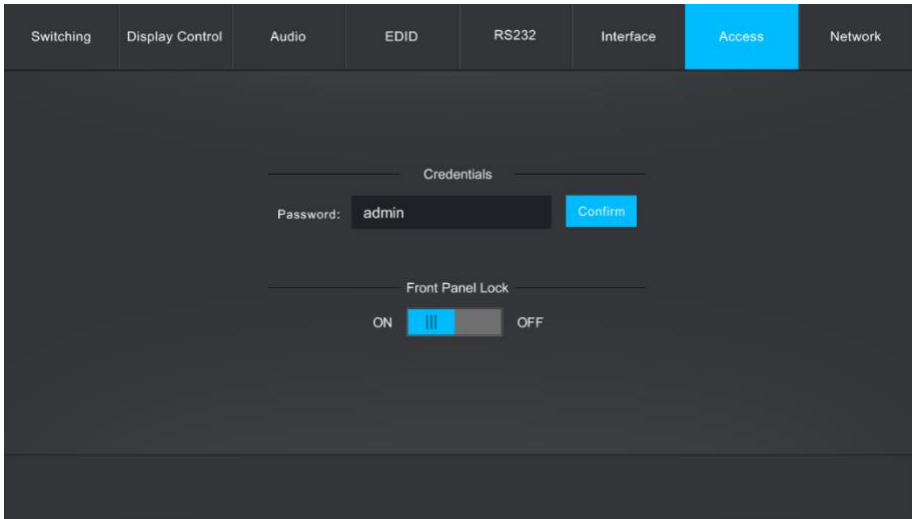 Switching Display Control Audio EDID RS232 Interface Access Network
Credentials
Password: admin Confirm
Front Panel Lock
ON OFF